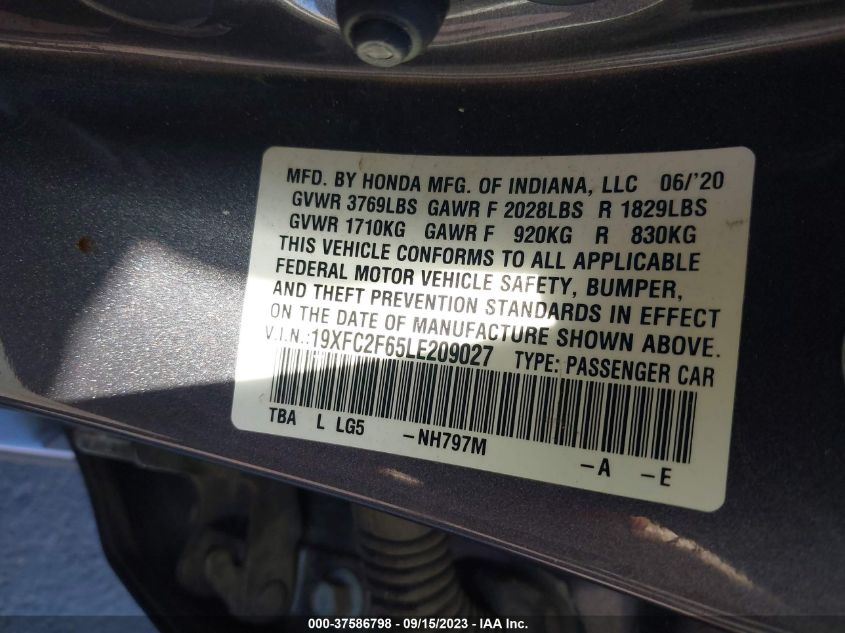 MFD. BY HONDA MFG. OF INDIANA, LLC 06/'20
GVWR 3769LBS GAWR F 2028LBS R 1829LBS
GVWR 1710KG GAWR F 920KG R 830KG
THIS VEHICLE CONFORMS TO ALL APPLICABLE
FEDERAL MOTOR VEHICLE SAFETY, BUMPER,
AND THEFT PREVENTION STANDARDS IN EFFECT
ON THE DATE OF MANUFACTURE SHOWN ABOVE.
V.I.N.:19XFC2F65LE209027 TYPE: PASSENGER CAR
TBA L LG5 -NH797M -A -E
000-37586798 - 09/15/2023 - IAA Inc.